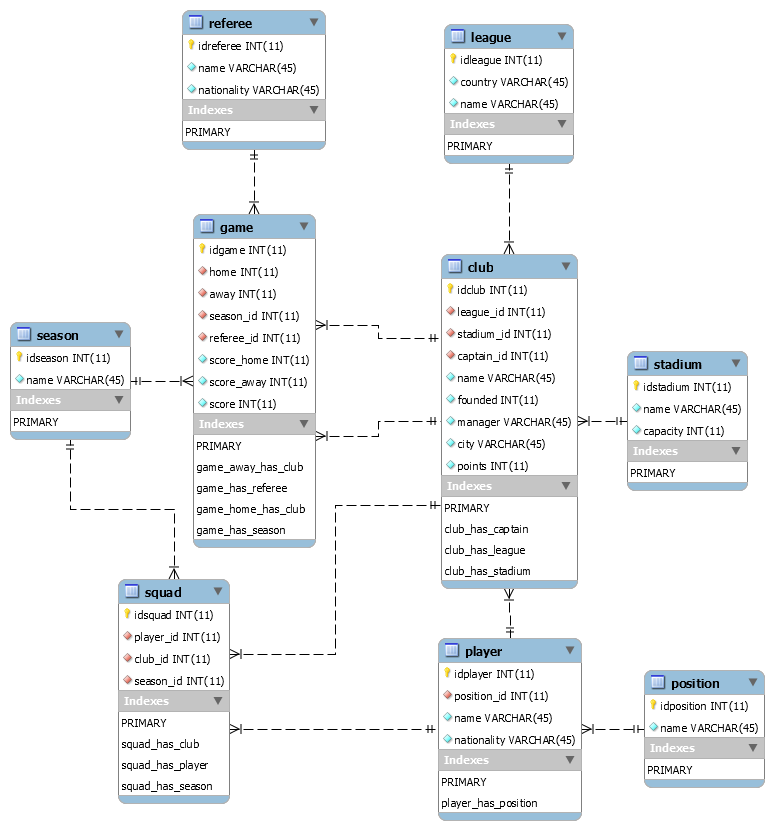 referee
idreferee INT(11)
name VARCHAR(45)
nationality VARCHAR(45)
Indexes
PRIMARY
league
idleague INT(11)
country VARCHAR(45)
name VARCHAR(45)
Indexes
PRIMARY
game
idgame INT(11)
home INT(11)
away INT(11)
season_id INT(11)
referee_id INT(11)
score_home INT(11)
score_away INT(11)
score INT(11)
Indexes
PRIMARY
game_away_has_club
game_has_referee
game_home_has_club
game_has_season
club
idclub INT(11)
league_id INT(11)
stadium_id INT(11)
captain_id INT(11)
name VARCHAR(45)
founded INT(11)
manager VARCHAR(45)
city VARCHAR(45)
points INT(11)
Indexes
PRIMARY
club_has_captain
club_has_league
club_has_stadium
season
idseason INT(11)
name VARCHAR(45)
Indexes
PRIMARY
stadium
idstadium INT(11)
name VARCHAR(45)
capacity INT(11)
Indexes
PRIMARY
squad
idsquad INT(11)
player_id INT(11)
club_id INT(11)
season_id INT(11)
Indexes
PRIMARY
squad_has_club
squad_has_player
squad_has_season
player
idplayer INT(11)
position_id INT(11)
name VARCHAR(45)
nationality VARCHAR(45)
Indexes
PRIMARY
player_has_position
position
idposition INT(11)
name VARCHAR(45)
Indexes
PRIMARY